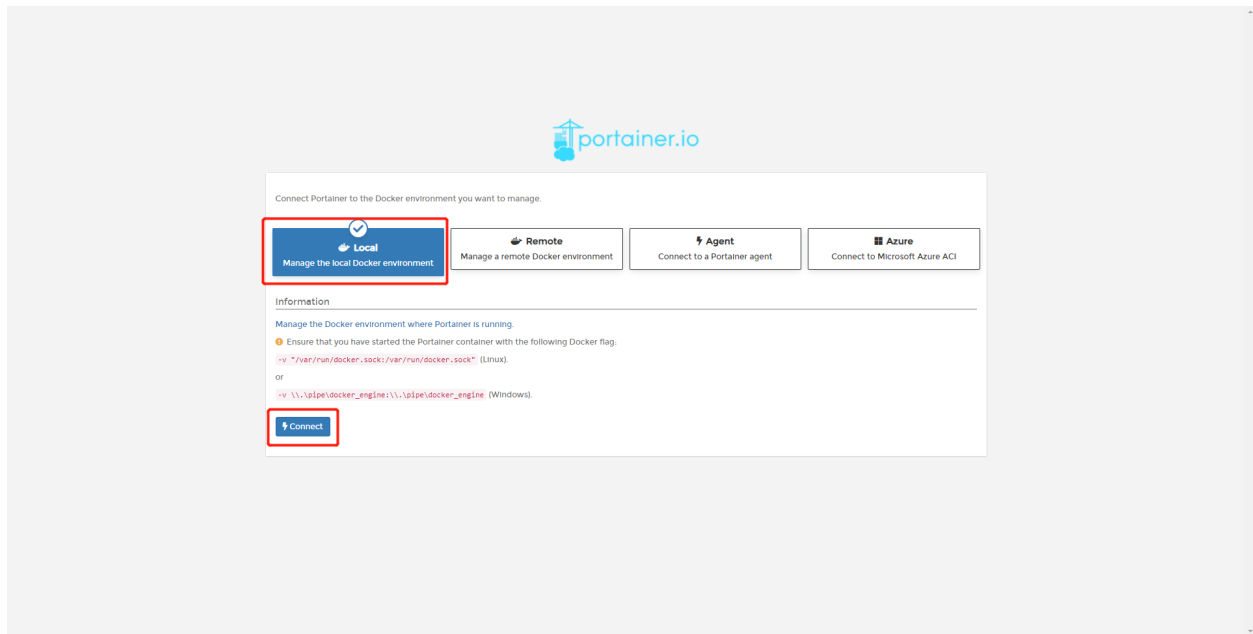 portainer.io
Connect Portainer to the Docker environment you want to manage.
Local
Manage the local Docker environment
Remote
Manage a remote Docker environment
Agent
Connect to a Portainer agent
Azure
Connect to Microsoft Azure ACI
Information
Manage the Docker environment where Portainer is running.
Ensure that you have started the Portainer container with the following Docker flag:
-v "/var/run/docker.sock:/var/run/docker.sock" (Linux).
or
-v \\.\pipe\docker_engine:\\.\pipe\docker_engine (Windows).
Connect